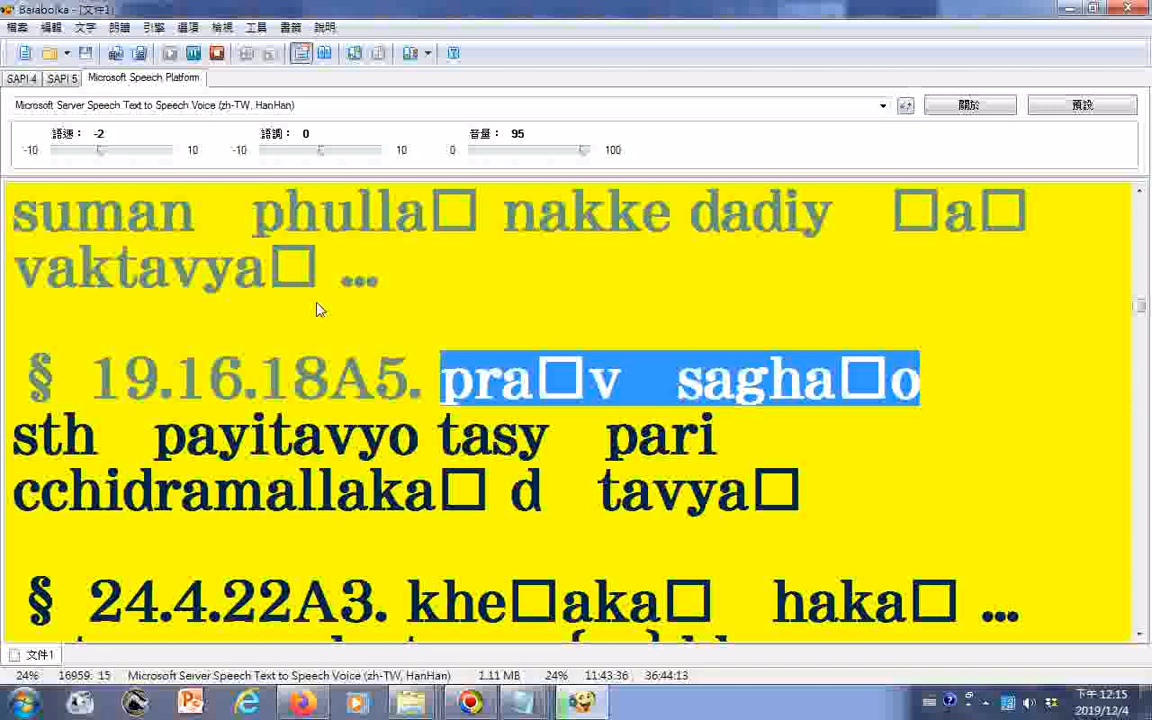 Balabolka - [文件1]
檔案 編輯 文字 朗讀 引擎 選項 檢視 工具 書籤 說明
SAPI 4 SAPI 5 Microsoft Speech Platform
Microsoft Server Speech Text to Speech Voice (zh-TW, HanHan) 關於 預設
語速： -2 語調： 0 音量： 95
-10 10 -10 10 0 100
suman phulla□ nakke dadiy □a□
vaktavya□ ...
§ 19.16.18A5. pra□v sagha□o
sth payitavyo tasy pari
cchidramallaka□ d tavya□
§ 24.4.22A3. khe□aka□ haka□ ...
文件1
24% 16959: 15 Microsoft Server Speech Text to Speech Voice (zh-TW, HanHan) 1.11 MB 24% 11:43:36 36:44:13
下午 12:15
2019/12/4